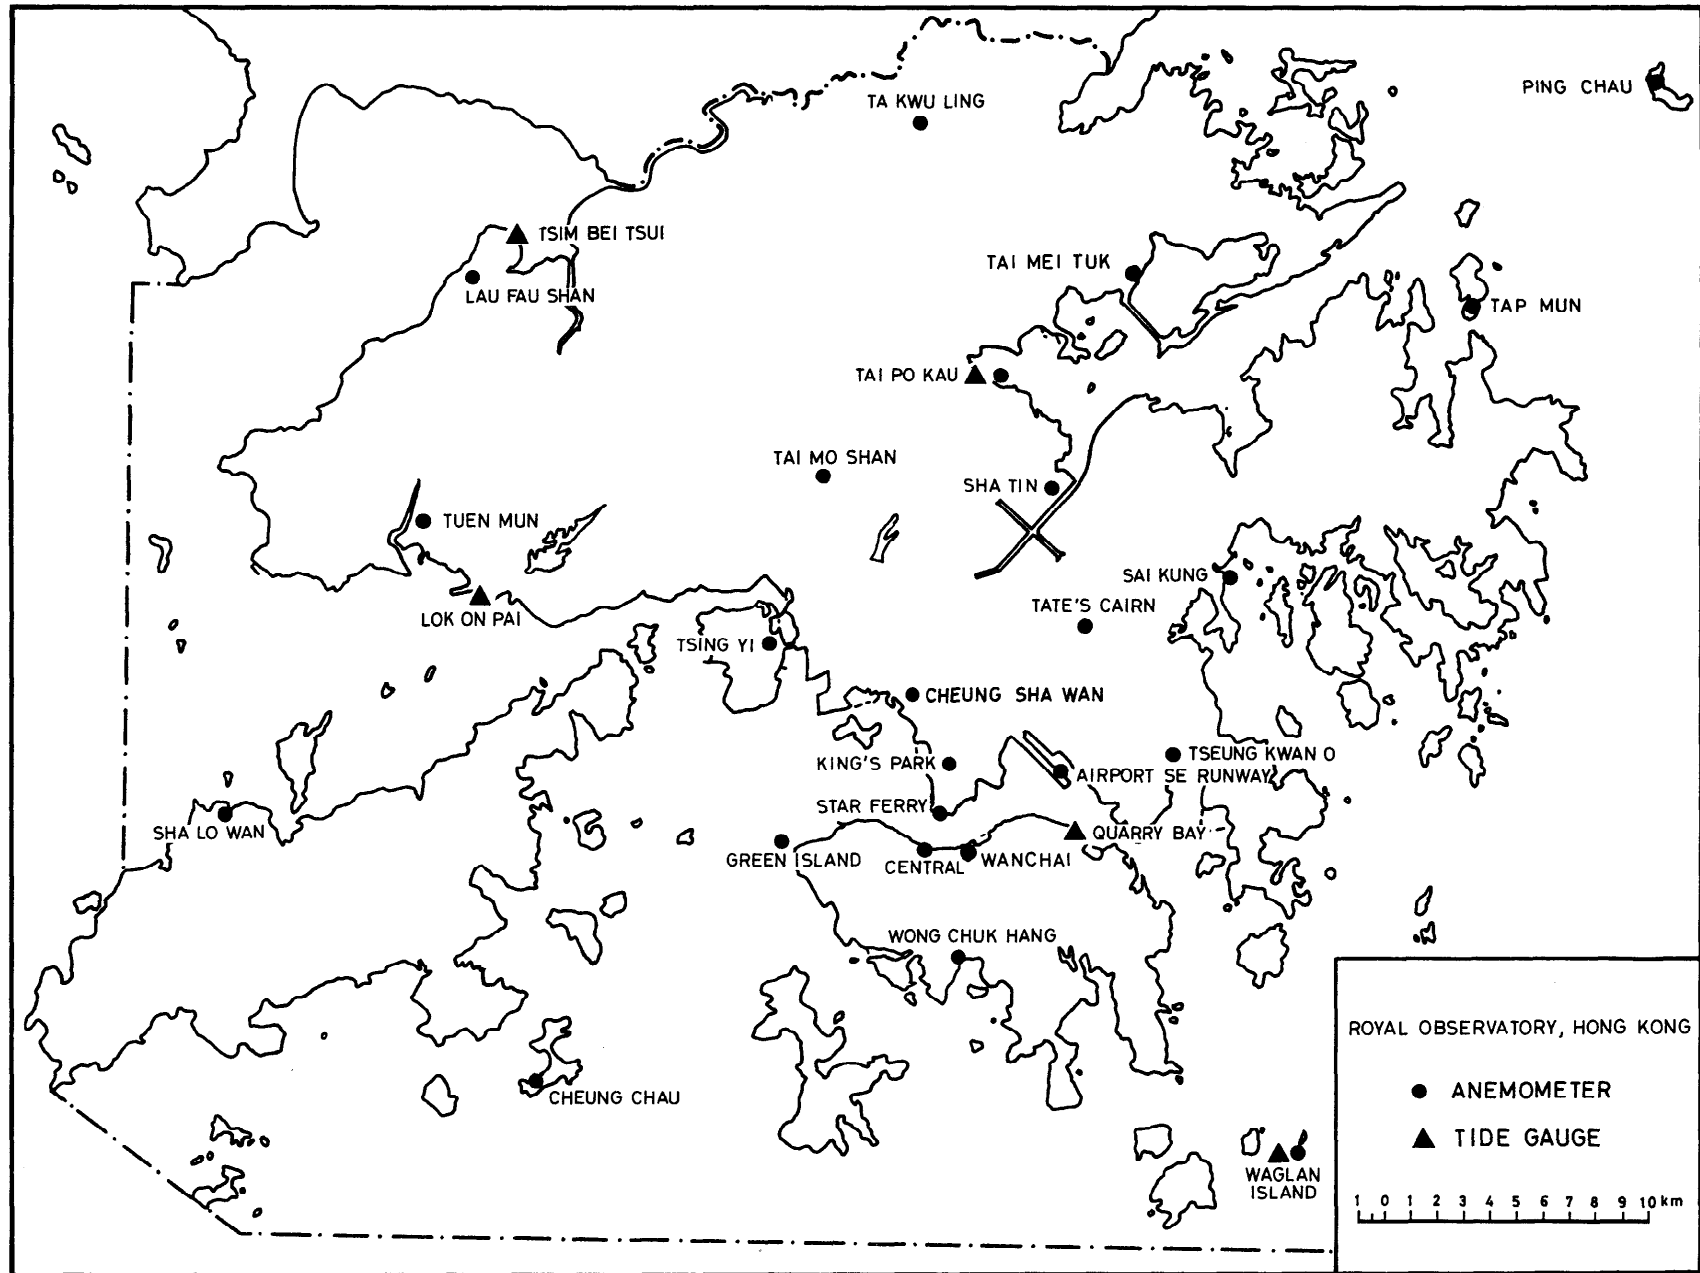 PING CHAU
TA KWU LING
TSIM BEI TSUI
TAI MEI TUK
LAU FAU SHAN
TAP MUN
TAI PO KAU
TAI MO SHAN
SHA TIN
TUEN MUN
SAI KUNG
TATE'S CAIRN
LOK ON PAI
TSING YI
CHEUNG SHA WAN
TSEUNG KWAN O
KING'S PARK
AIRPORT SE RUNWAY
STAR FERRY
SHA LO WAN
QUARRY BAY
GREEN ISLAND
CENTRAL
WANCHAI
WONG CHUK HANG
CHEUNG CHAU
WAGLAN
ISLAND
ROYAL OBSERVATORY, HONG KONG
ANEMOMETER
TIDE GAUGE
1 0 1 2 3 4 5 6 7 8 9 10 km